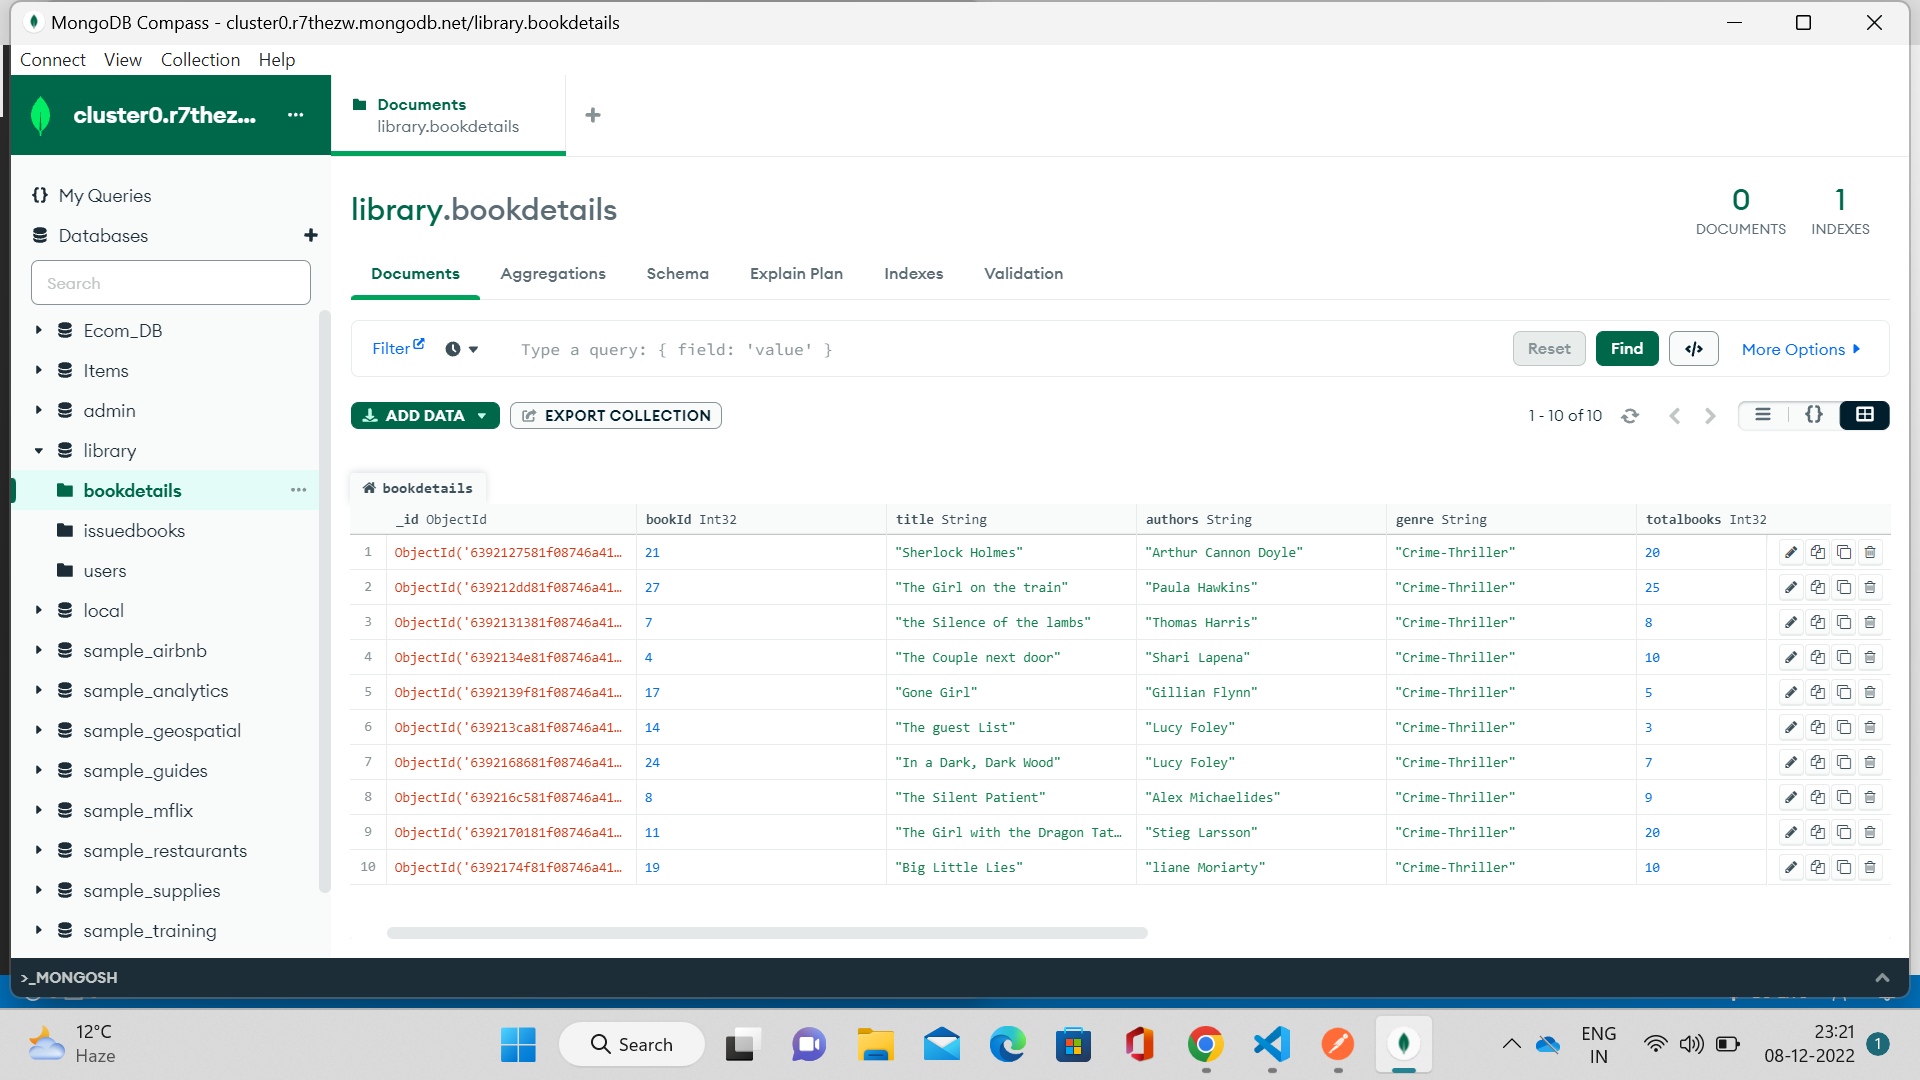 MongoDB Compass - cluster0.r7thezw.mongodb.net/library.bookdetails
Connect View Collection Help
cluster0.r7thez... ...
Documents
library.bookdetails
+
{} My Queries
Databases +
Search
Ecom_DB
Items
admin
library
bookdetails ...
issuedbooks
users
local
sample_airbnb
sample_analytics
sample_geospatial
sample_guides
sample_mflix
sample_restaurants
sample_supplies
sample_training
library.bookdetails
0 DOCUMENTS
1 INDEXES
Documents Aggregations Schema Explain Plan Indexes Validation
Filter Type a query: { field: 'value' } Reset Find </> More Options
ADD DATA EXPORT COLLECTION 1 - 10 of 10 {}
bookdetails
_id ObjectId bookId Int32 title String authors String genre String totalbooks Int32
1 ObjectId('6392127581f08746a41… 21 "Sherlock Holmes" "Arthur Cannon Doyle" "Crime-Thriller" 20
2 ObjectId('639212dd81f08746a41… 27 "The Girl on the train" "Paula Hawkins" "Crime-Thriller" 25
3 ObjectId('6392131381f08746a41… 7 "the Silence of the lambs" "Thomas Harris" "Crime-Thriller" 8
4 ObjectId('6392134e81f08746a41… 4 "The Couple next door" "Shari Lapena" "Crime-Thriller" 10
5 ObjectId('6392139f81f08746a41… 17 "Gone Girl" "Gillian Flynn" "Crime-Thriller" 5
6 ObjectId('639213ca81f08746a41… 14 "The guest List" "Lucy Foley" "Crime-Thriller" 3
7 ObjectId('6392168681f08746a41… 24 "In a Dark, Dark Wood" "Lucy Foley" "Crime-Thriller" 7
8 ObjectId('639216c581f08746a41… 8 "The Silent Patient" "Alex Michaelides" "Crime-Thriller" 9
9 ObjectId('6392170181f08746a41… 11 "The Girl with the Dragon Tat… "Stieg Larsson" "Crime-Thriller" 20
10 ObjectId('6392174f81f08746a41… 19 "Big Little Lies" "liane Moriarty" "Crime-Thriller" 10
>_MONGOSH
12°C
Haze
Search
ENG
IN
23:21
08-12-2022
1